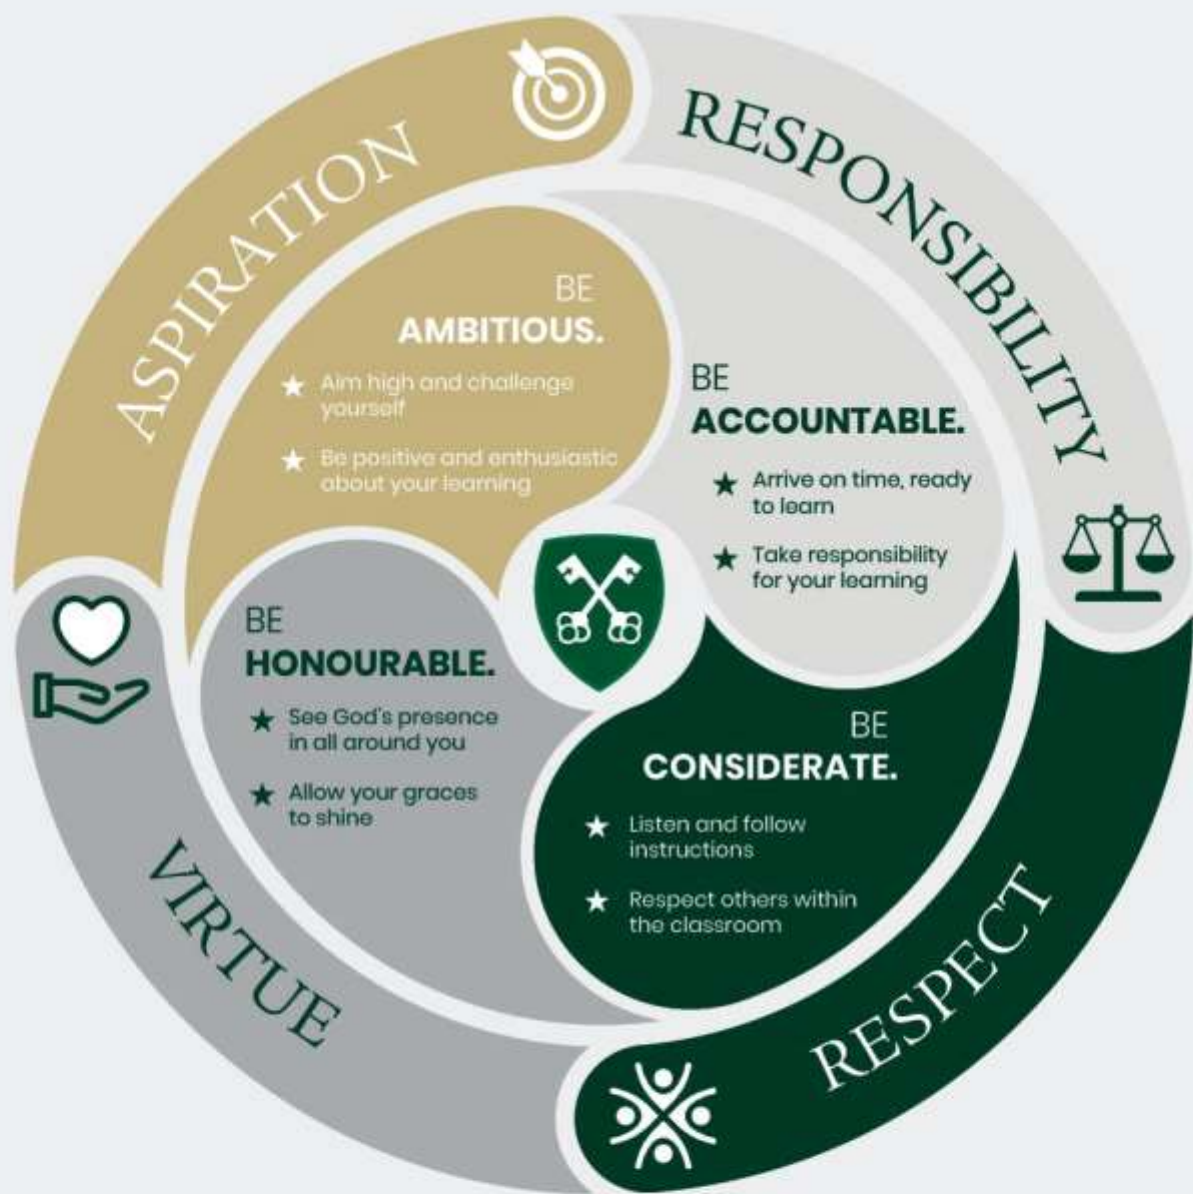 ASPIRATION
BE
AMBITIOUS.
Aim high and challenge
yourself
Be positive and enthusiastic
about your learning
RESPONSIBILITY
BE
ACCOUNTABLE.
Arrive on time, ready
to learn
Take responsibility
for your learning
VIRTUE
BE
HONOURABLE.
See God's presence
in all around you
Allow your graces
to shine
RESPECT
BE
CONSIDERATE.
Listen and follow
instructions
Respect others within
the classroom